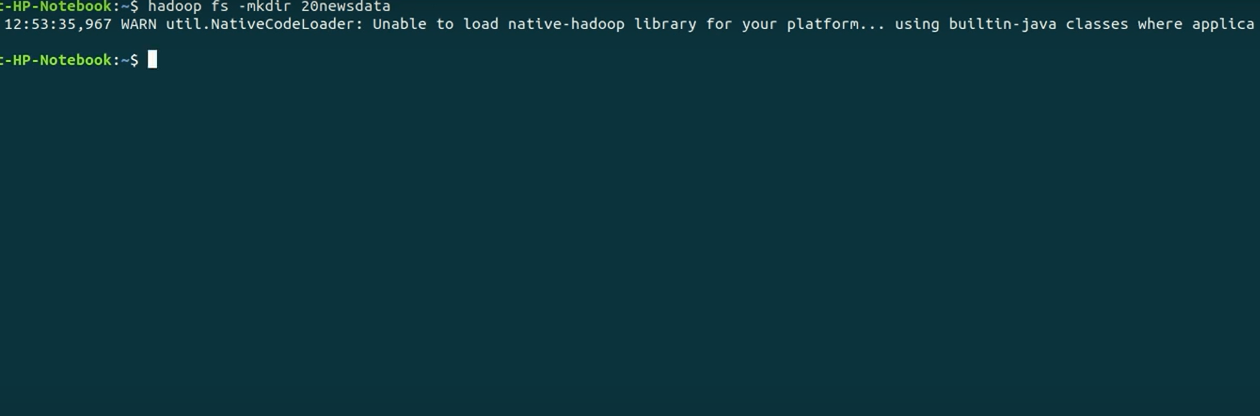 -HP-Notebook:~$ hadoop fs -mkdir 20newsdata
12:53:35,967 WARN util.NativeCodeLoader: Unable to load native-hadoop library for your platform... using builtin-java classes where applica
-HP-Notebook:~$